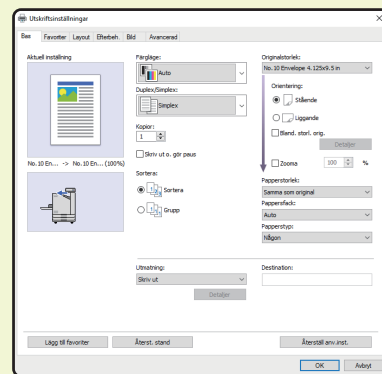 Utskriftsinställningar
Bas Favoriter Layout Efterbeh. Bild Avancerad
Aktuell inställning
No.10 En... -> No.10 En... (100%)
Färgläge:
Auto
Duplex/Simplex:
Simplex
Kopior:
1
Skriv ut o. gör paus
Sortera:
Sortera
Grupp
Utmatning:
Skriv ut
Detaljer
Originalstorlek:
No.10 Envelope 4.125x9.5 in
Orientering:
Stående
Liggande
Bland. storl. orig.
Detaljer
Zooma 100 %
Papperstorlek:
Samma som original
Pappersfack:
Auto
Papperstyp:
Någon
Destination:
Lägg till favoriter Återst. stand Återställ anv.inst.
OK Avbryt